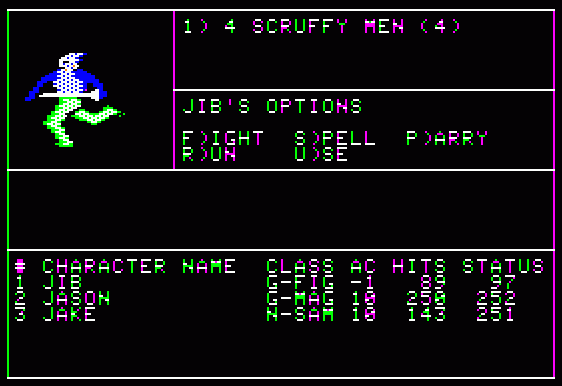 1) 4 SCRUFFY MEN (4)
JIB'S OPTIONS
F)IGHT S)PELL P)ARRY
R)UN U)SE
# CHARACTER NAME CLASS AC HITS STATUS
1 JIB G-FIG -1 89 97
2 JASON G-MAG 10 250 252
3 JAKE N-SAM 10 143 251